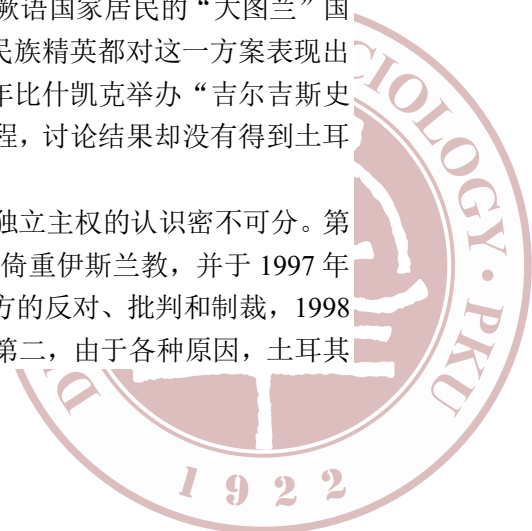 厥语国家居民的“大图兰”国
民族精英都对这一方案表现出
年比什凯克举办“吉尔吉斯史
程，讨论结果却没有得到土耳
独立主权的认识密不可分。第
倚重伊斯兰教，并于 1997 年
方的反对、批判和制裁，1998
第二，由于各种原因，土耳其
CIOLOGY · PKU
1922